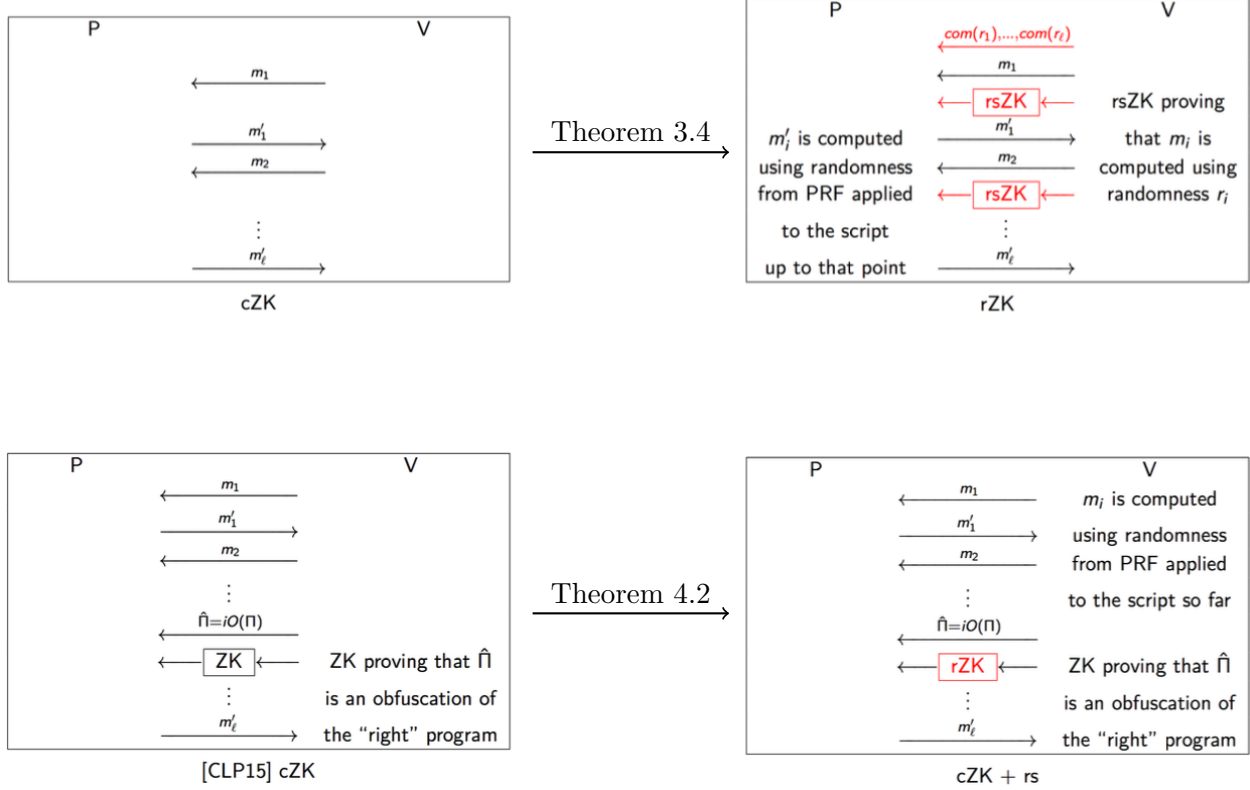 P V
m₁
m′₁
m₂
⋮
m′ℓ
cZK
Theorem 3.4
P V
com(r₁),...,com(rℓ)
m₁
rsZK
rsZK proving
m′ᵢ is computed
m′₁
that mᵢ is
using randomness
m₂
computed using
from PRF applied
rsZK
randomness rᵢ
to the script
⋮
up to that point
m′ℓ
rZK
P V
m₁
m′₁
m₂
⋮
Π̂=iO(Π)
ZK
ZK proving that Π̂
⋮
is an obfuscation of
m′ℓ
the “right” program
[CLP15] cZK
Theorem 4.2
P V
m₁
mᵢ is computed
m′₁
using randomness
m₂
from PRF applied
⋮
to the script so far
Π̂=iO(Π)
rZK
ZK proving that Π̂
⋮
is an obfuscation of
m′ℓ
the “right” program
cZK + rs